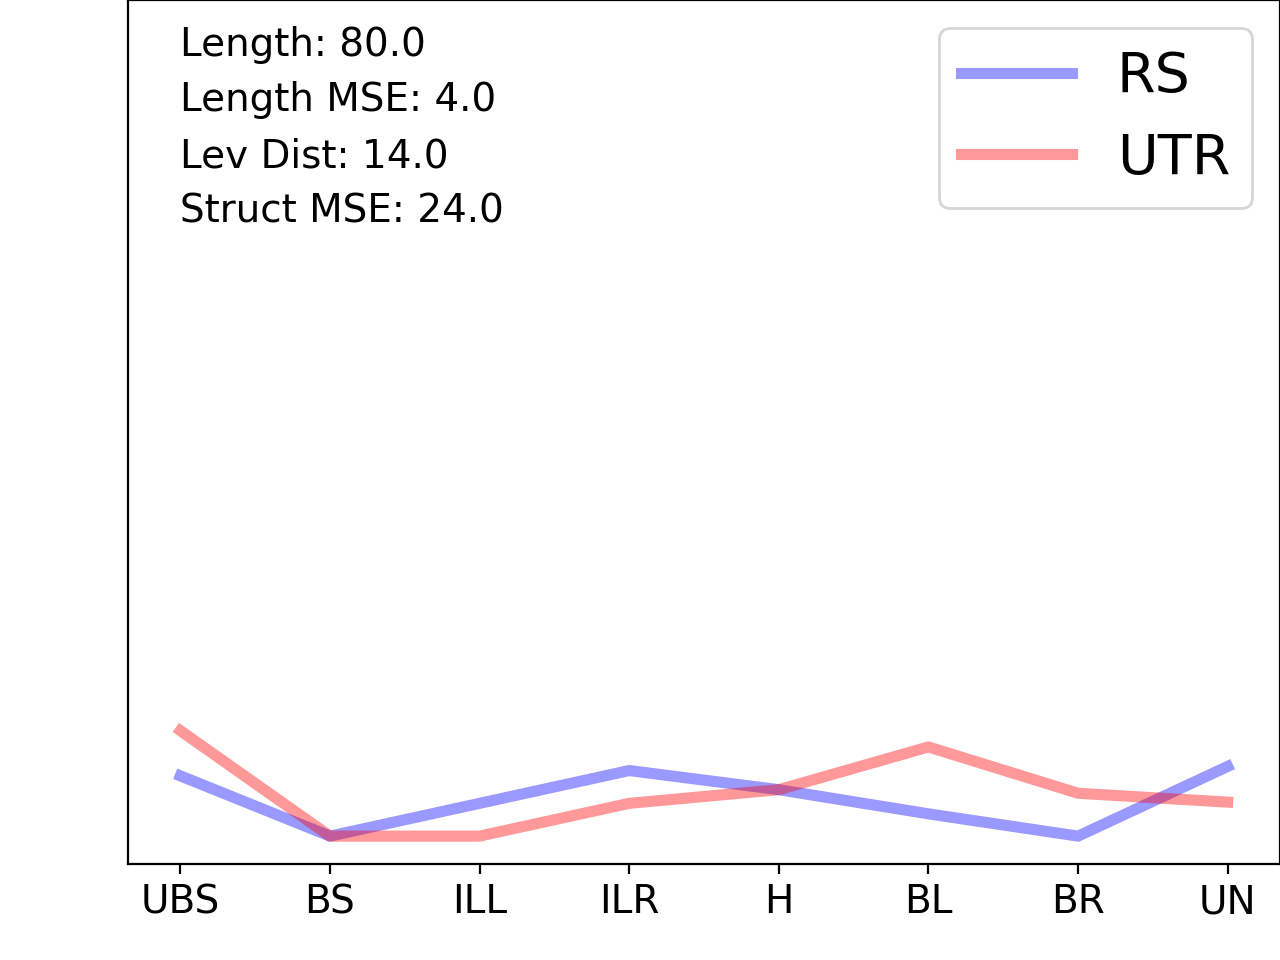 Length: 80.0
Length MSE: 4.0
Lev Dist: 14.0
Struct MSE: 24.0
RS
UTR
UBS BS ILL ILR H BL BR UN